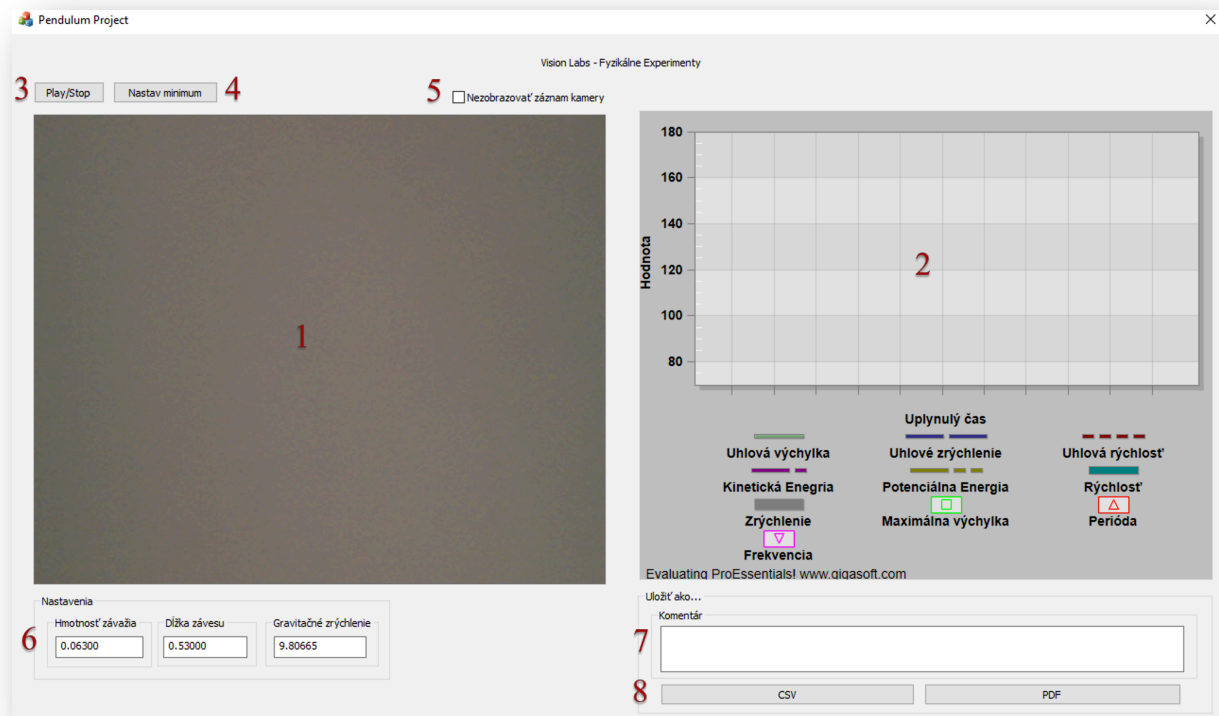 Pendulum Project
Vision Labs - Fyzikálne Experimenty
3 Play/Stop Nastav minimum 4 5 Nezobrazovať záznam kamery
1
180
160
140
120
100
80
Hodnota
2
Uplynulý čas
Uhlová výchylka Uhlové zrýchlenie Uhlová rýchlosť
Kinetická Enegria Potenciálna Energia Rýchlosť
Zrýchlenie Maximálna výchylka Perióda
Frekvencia
Evaluating ProEssentials! www.gigasoft.com
Nastavenia
6
Hmotnosť závažia Dĺžka závesu Gravitačné zrýchlenie
0.06300 0.53000 9.80665
Uložiť ako...
Komentár
7
8 CSV PDF